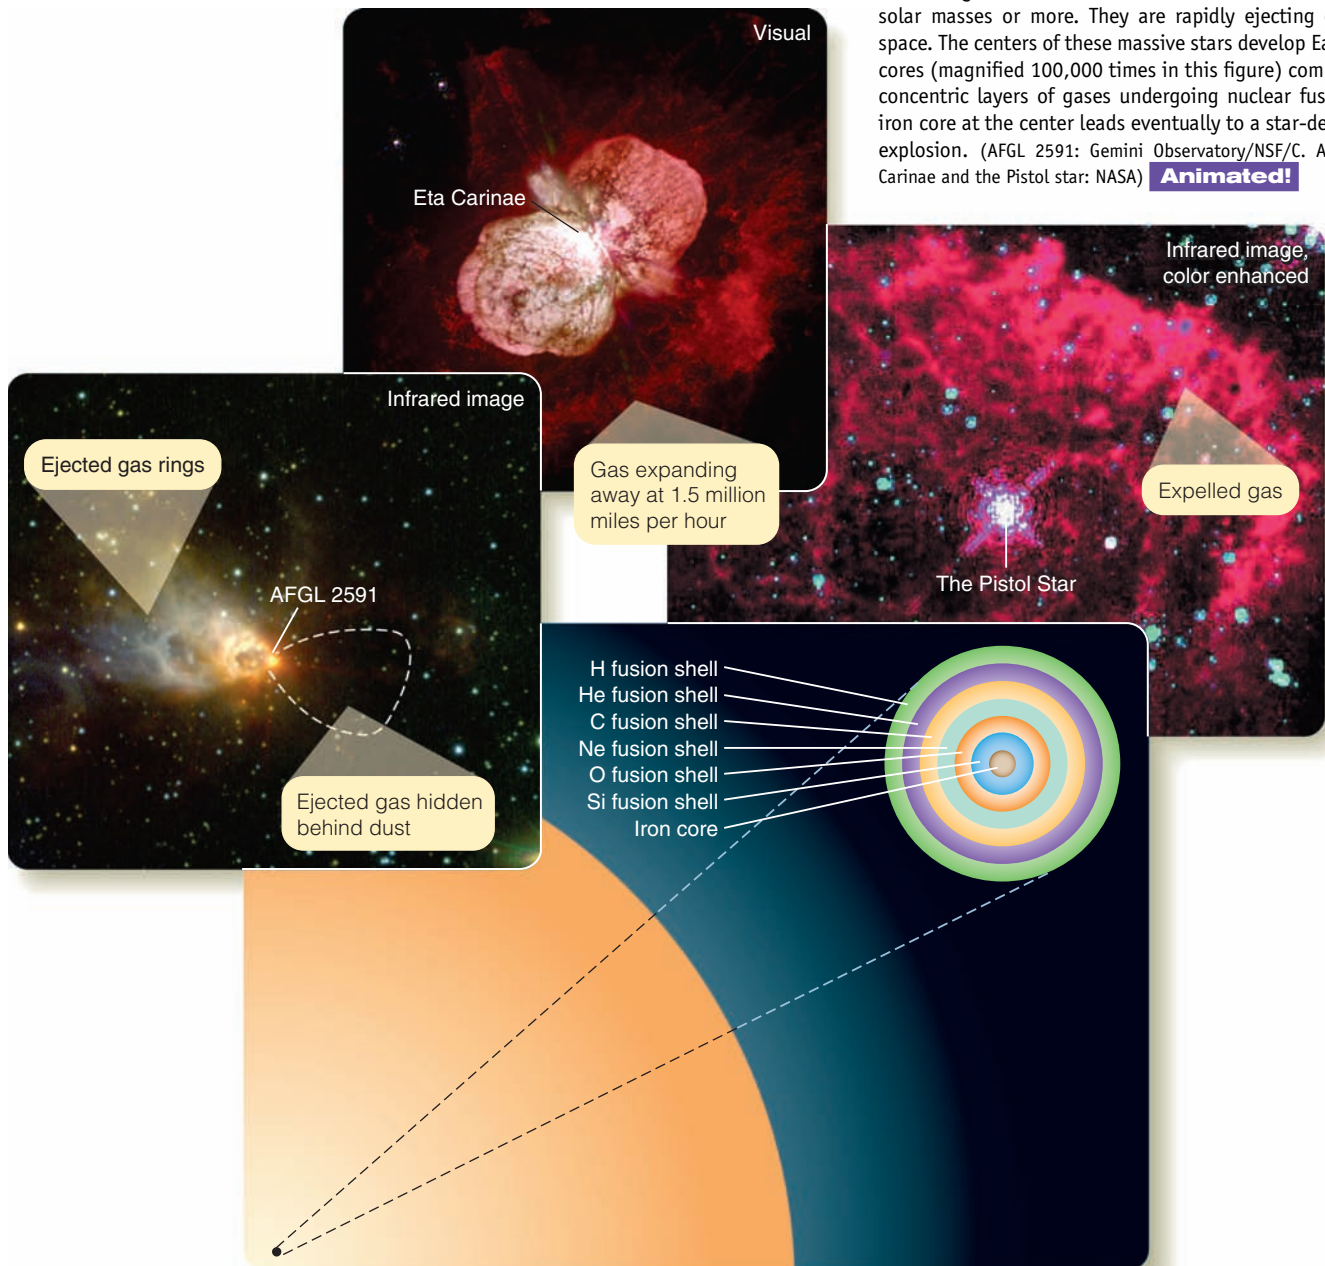 solar masses or more. They are rapidly ejecting
space. The centers of these massive stars develop
cores (magnified 100,000 times in this figure)
concentric layers of gases undergoing nuclear
iron core at the center leads eventually to a
explosion. (AFGL 2591: Gemini Observatory/NSF/C.
Carinae and the Pistol star: NASA) Animated!
Visual
Eta Carinae
Infrared image,
color enhanced
Infrared image
Ejected gas rings
Gas expanding
away at 1.5 million
miles per hour
Expelled gas
The Pistol Star
AFGL 2591
Ejected gas hidden
behind dust
H fusion shell
He fusion shell
C fusion shell
Ne fusion shell
O fusion shell
Si fusion shell
Iron core